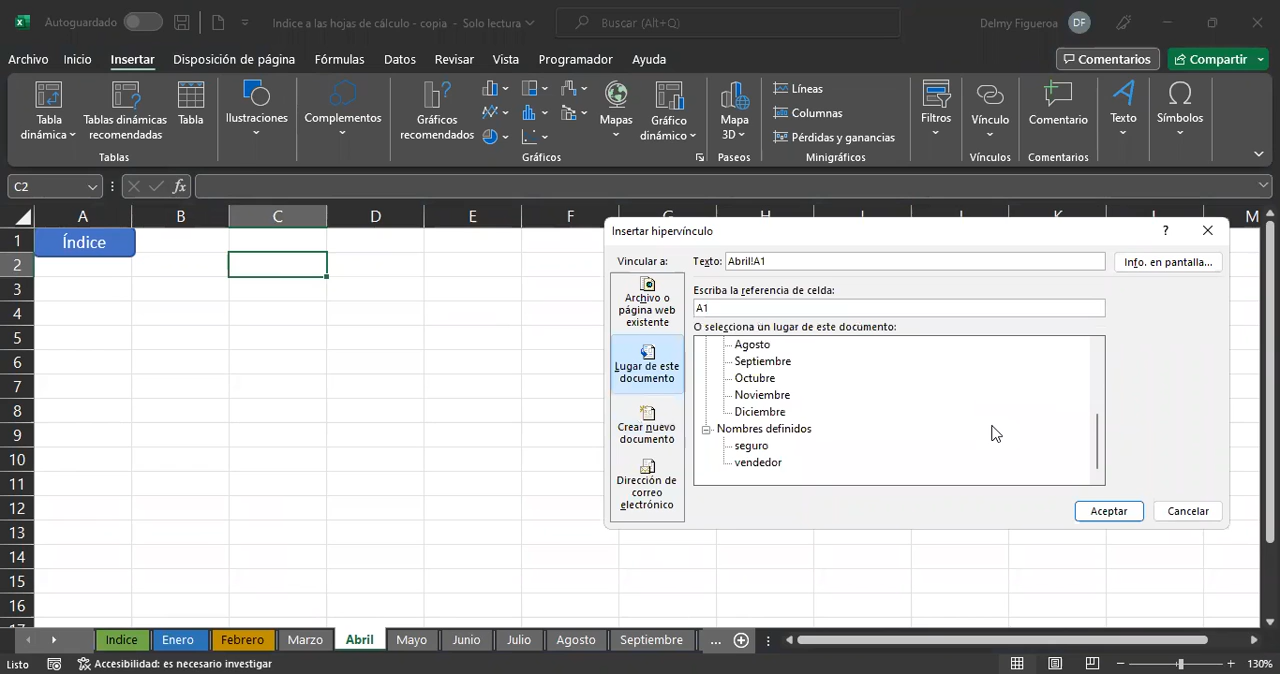 Autoguardado
Indice a las hojas de cálculo - copia - Solo lectura
Buscar (Alt+Q)
Delmy Figueroa
DF
Archivo Inicio Insertar Disposición de página Fórmulas Datos Revisar Vista Programador Ayuda
Comentarios
Compartir
Tabla
dinámica
Tablas dinámicas
recomendadas
Tabla
Tablas
Ilustraciones
Complementos
Gráficos
recomendados
Mapas
Gráfico
dinámico
Gráficos
Mapa
3D
Paseos
Líneas
Columnas
Pérdidas y ganancias
Minigráficos
Filtros
Vínculo
Vínculos
Comentario
Comentarios
Texto
Símbolos
C2
fx
A B C D E F G H I J K L M
1
Índice
2
3
4
5
6
7
8
9
10
11
12
13
14
15
16
17
Insertar hipervínculo
?
Vincular a:
Texto: Abril!A1
Info. en pantalla...
Archivo o
página web
existente
Lugar de este
documento
Crear nuevo
documento
Dirección de
correo
electrónico
Escriba la referencia de celda:
A1
O selecciona un lugar de este documento:
Agosto
Septiembre
Octubre
Noviembre
Diciembre
Nombres definidos
seguro
vendedor
Aceptar
Cancelar
Indice Enero Febrero Marzo Abril Mayo Junio Julio Agosto Septiembre ...
Listo
Accesibilidad: es necesario investigar
130%